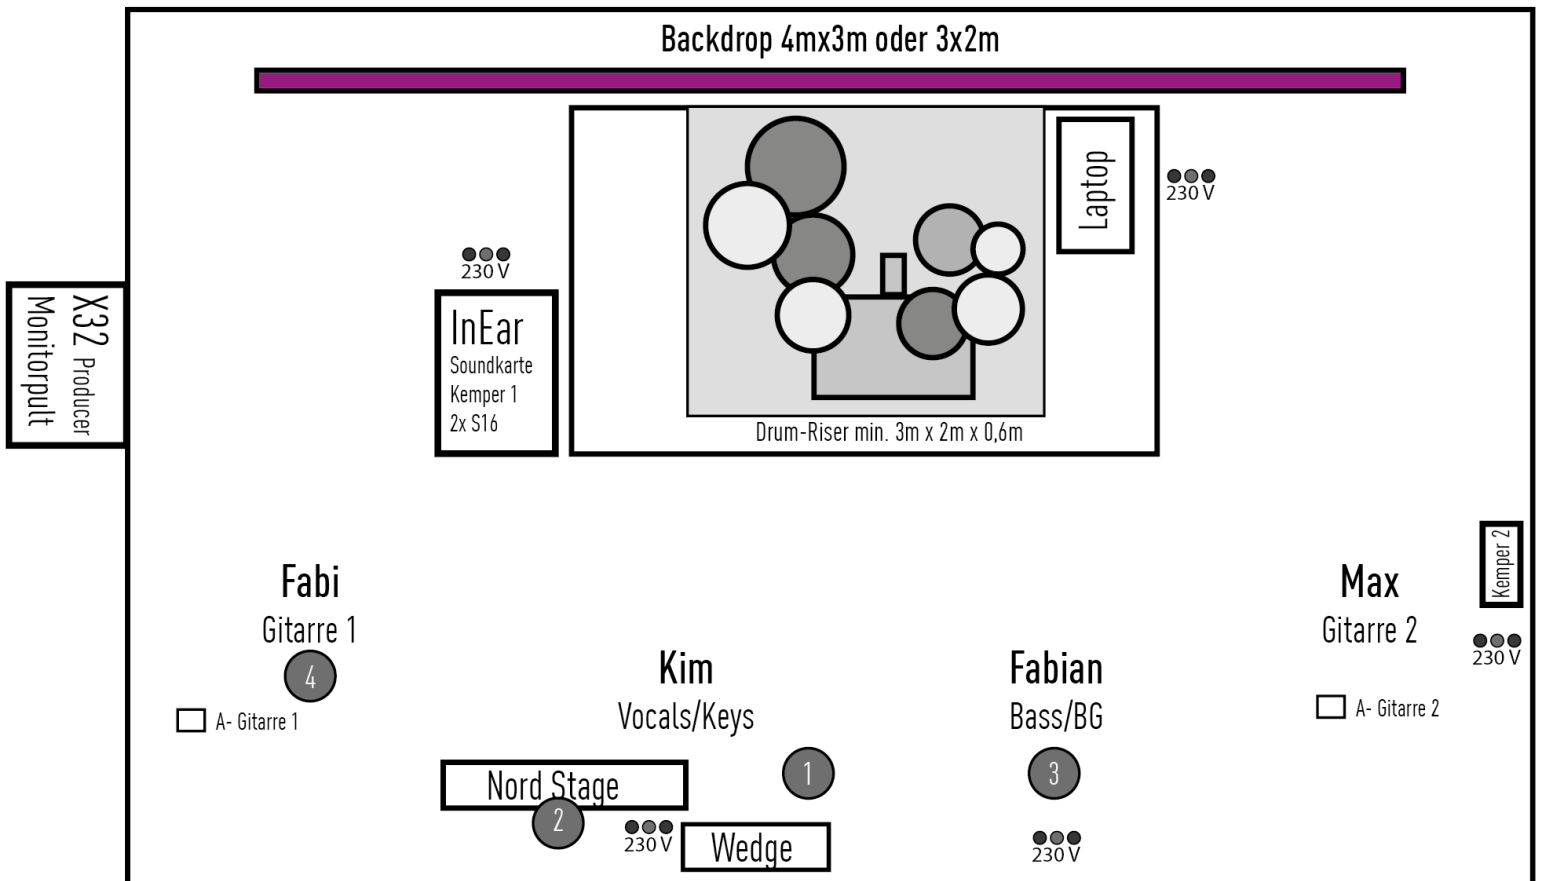 Backdrop 4mx3m oder 3x2m
Laptop
230 V
230 V
InEar
Soundkarte
Kemper 1
2x S16
X32 Producer
Monitorpult
Drum-Riser min. 3m x 2m x 0,6m
Kemper 2
230 V
Fabi
Gitarre 1
4
A- Gitarre 1
Max
Gitarre 2
A- Gitarre 2
Kim
Vocals/Keys
1
Fabian
Bass/BG
3
Nord Stage
2
230 V
Wedge
230 V